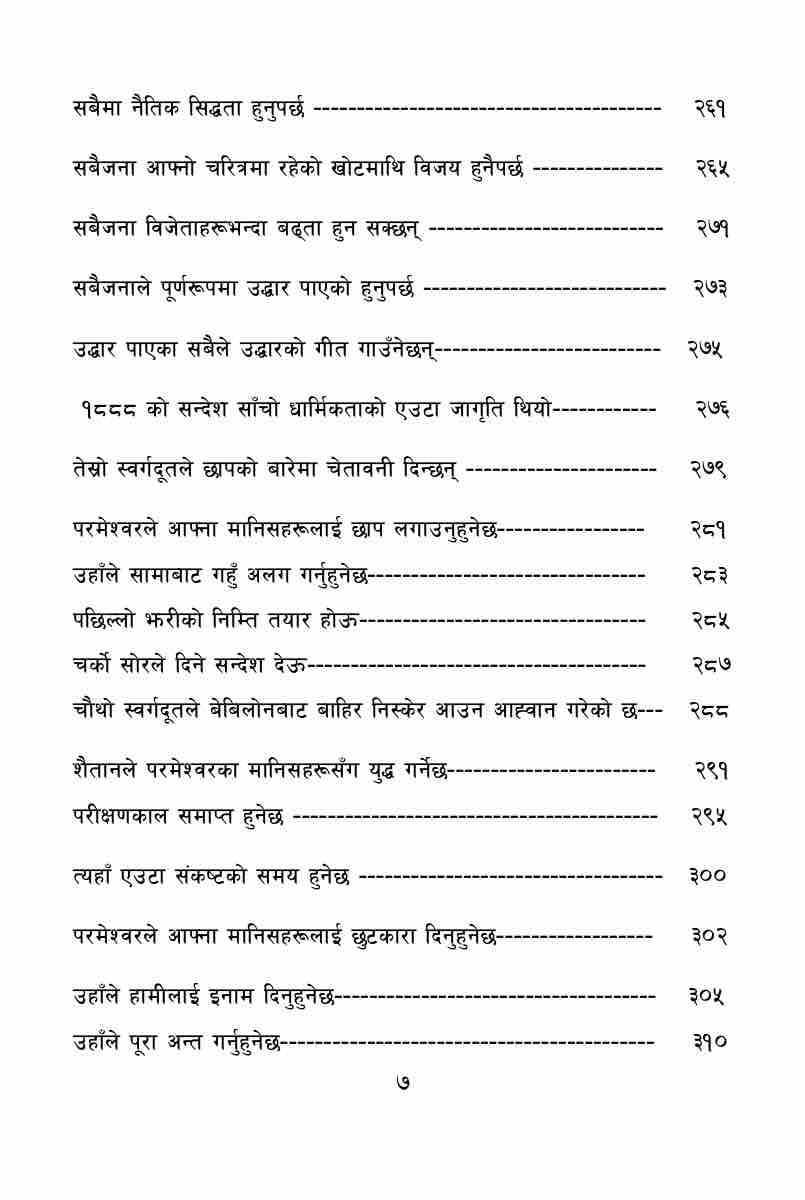 सबैमा नैतिक सिद्धता हुनुपर्छ ---------------------------------------- २६१
सबैजना आफ्नो चरित्रमा रहेको खोटमाथि विजय हुनैपर्छ --------------- २६५
सबैजना विजेताहरूभन्दा बढ्ता हुन सक्छन् --------------------------- २७१
सबैजनाले पूर्णरूपमा उद्धार पाएको हुनुपर्छ ---------------------------- २७३
उद्धार पाएका सबैले उद्धारको गीत गाउँनेछन्-------------------------- २७५
१८८८ को सन्देश साँचो धार्मिकताको एउटा जागृति थियो------------ २७६
तेस्रो स्वर्गदूतले छापको बारेमा चेतावनी दिन्छन् ---------------------- २७९
परमेश्वरले आफ्ना मानिसहरूलाई छाप लगाउनुहुनेछ----------------- २८१
उहाँले सामाबाट गहुँ अलग गर्नुहुनेछ-------------------------------- २८३
पछिल्लो झरीको निम्ति तयार होऊ--------------------------------- २८५
चर्को सोरले दिने सन्देश देऊ--------------------------------------- २८७
चौथो स्वर्गदूतले बेबिलोनबाट बाहिर निस्केर आउन आह्वान गरेको छ--- २८८
शैतानले परमेश्वरका मानिसहरूसँग युद्ध गर्नेछ------------------------ २९१
परीक्षणकाल समाप्त हुनेछ ------------------------------------------ २९५
त्यहाँ एउटा संकष्टको समय हुनेछ ----------------------------------- ३००
परमेश्वरले आफ्ना मानिसहरूलाई छुटकारा दिनुहुनेछ------------------ ३०२
उहाँले हामीलाई इनाम दिनुहुनेछ------------------------------------- ३०५
उहाँले पूरा अन्त गर्नुहुनेछ------------------------------------------- ३१०
७